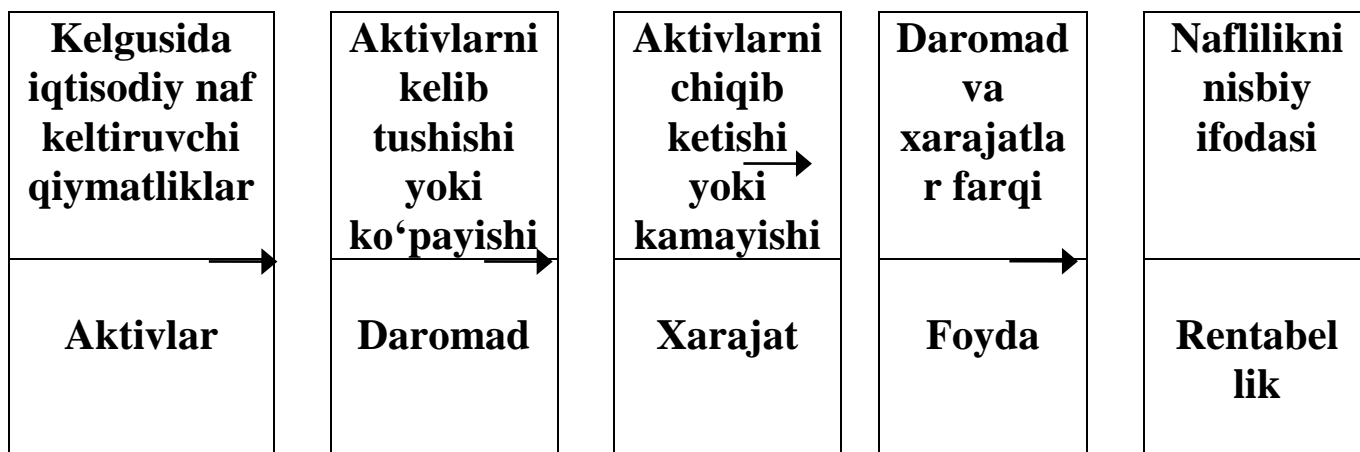 Kelgusida
iqtisodiy naf
keltiruvchi
qiymatliklar
Aktivlar
Aktivlarni
kelib
tushishi
yoki
ko‘payishi
Daromad
Aktivlarni
chiqib
ketishi
yoki
kamayishi
Xarajat
Daromad
va
xarajatla
r farqi
Foyda
Naflilikni
nisbiy
ifodasi
Rentabel
lik